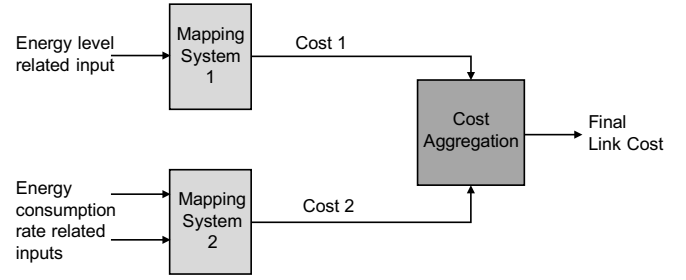 Energy level
related input
Mapping
System
1
Cost 1
Cost
Aggregation
Final
Link Cost
Energy
consumption
rate related
inputs
Mapping
System
2
Cost 2